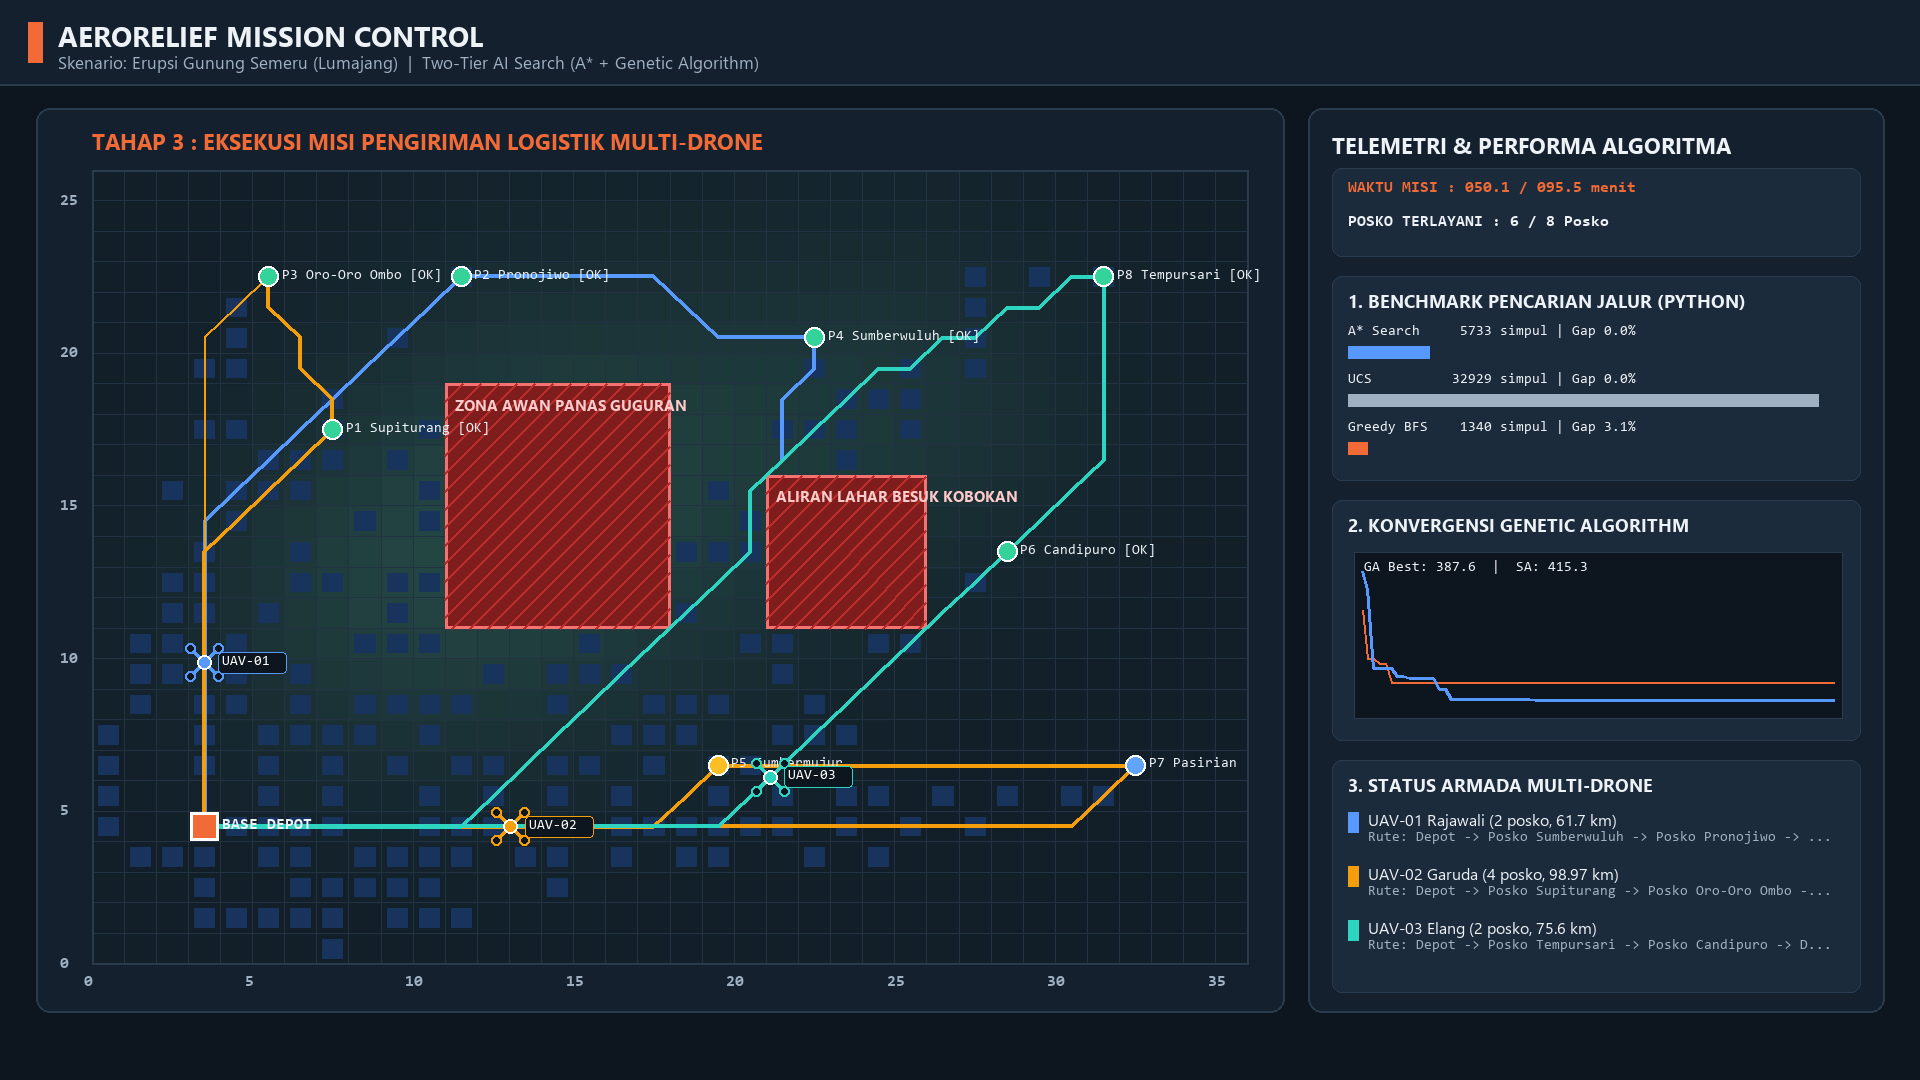 AERORELIEF MISSION CONTROL
Skenario: Erupsi Gunung Semeru (Lumajang) | Two-Tier AI Search (A* + Genetic Algorithm)
TAHAP 3 : EKSEKUSI MISI PENGIRIMAN LOGISTIK MULTI-DRONE
25
20
15
10
5
0
0
5
10
15
20
25
30
35
P3 Oro-Oro Ombo [OK]
P2 Pronojiwo [OK]
P8 Tempursari [OK]
P4 Sumberwuluh [OK]
ZONA AWAN PANAS GUGURAN
P1 Supiturang [OK]
ALIRAN LAHAR BESUK KOBOKAN
P6 Candipuro [OK]
UAV-01
P5 Sumbermujur
P7 Pasirian
UAV-03
BASE DEPOT
UAV-02
TELEMETRI & PERFORMA ALGORITMA
WAKTU MISI : 050.1 / 095.5 menit
POSKO TERLAYANI : 6 / 8 Posko
1. BENCHMARK PENCARIAN JALUR (PYTHON)
A* Search 5733 simpul | Gap 0.0%
UCS 32929 simpul | Gap 0.0%
Greedy BFS 1340 simpul | Gap 3.1%
2. KONVERGENSI GENETIC ALGORITHM
GA Best: 387.6 | SA: 415.3
3. STATUS ARMADA MULTI-DRONE
UAV-01 Rajawali (2 posko, 61.7 km)
Rute: Depot -> Posko Sumberwuluh -> Posko Pronojiwo -> ...
UAV-02 Garuda (4 posko, 98.97 km)
Rute: Depot -> Posko Supiturang -> Posko Oro-Oro Ombo -...
UAV-03 Elang (2 posko, 75.6 km)
Rute: Depot -> Posko Tempursari -> Posko Candipuro -> D...